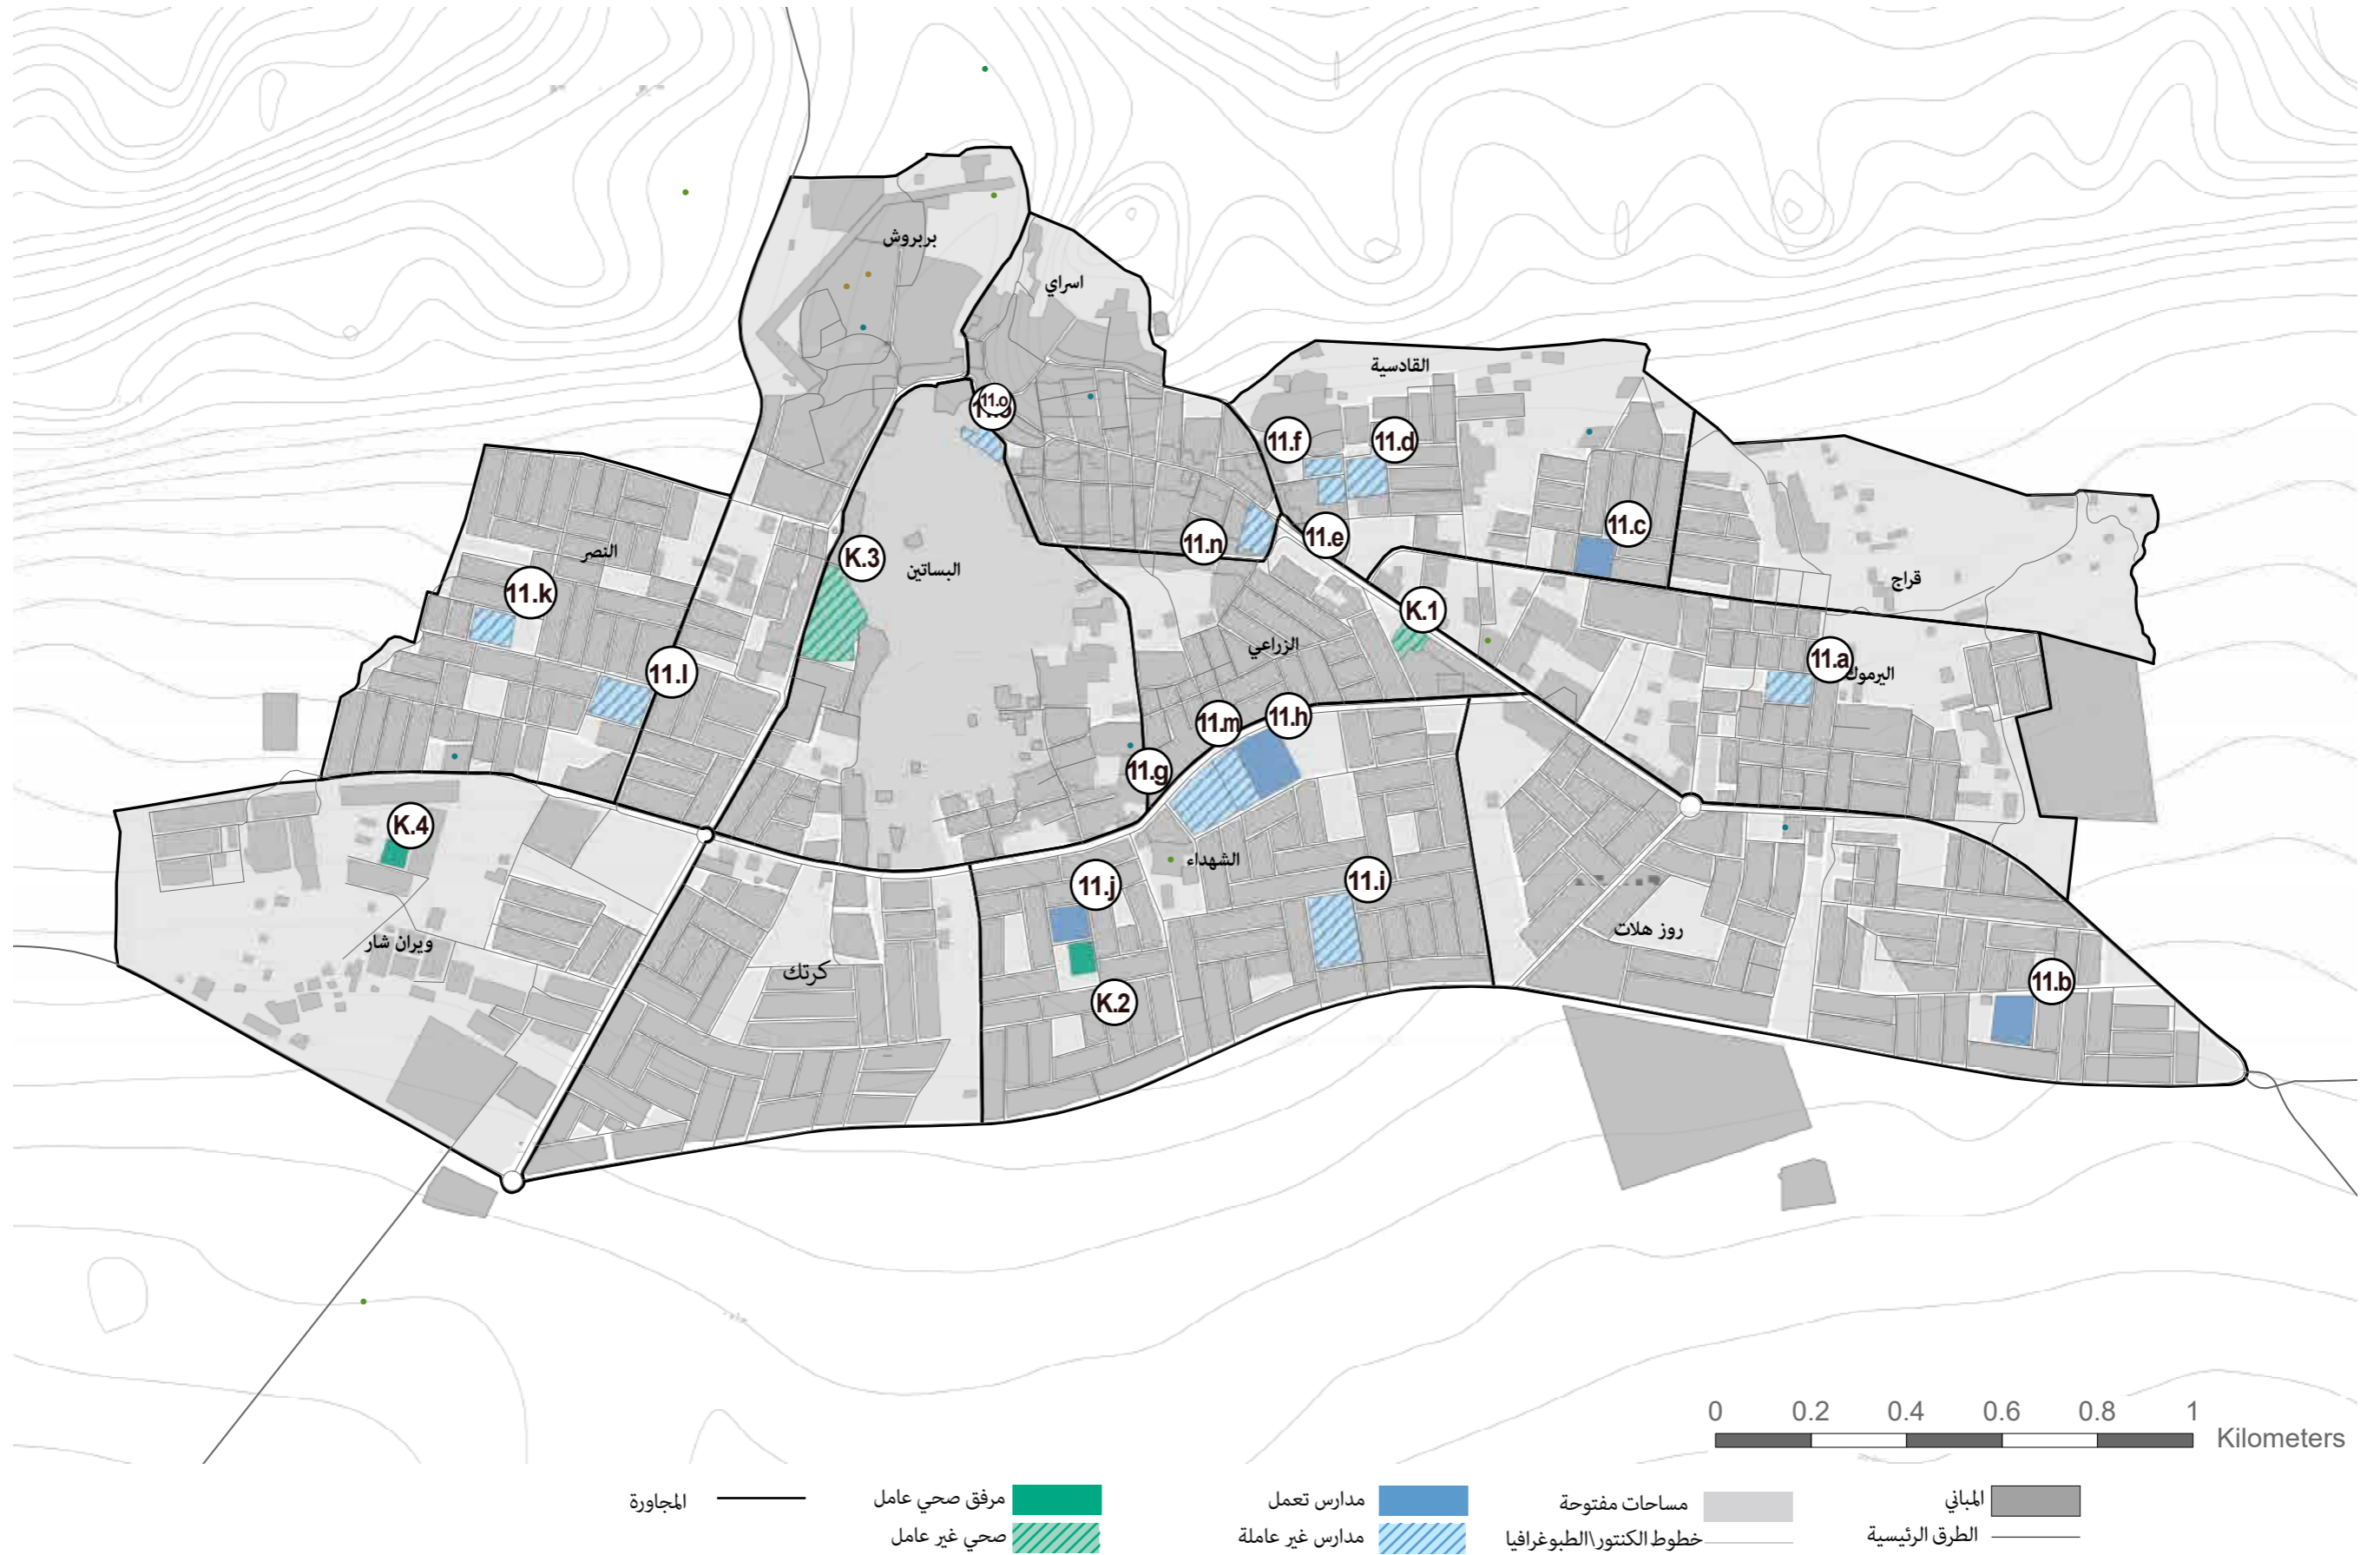 بربروش
اسراي
القادسية
11.o
11.f
11.d
11.c
11.n
11.e
قراج
K.3
البساتين
النصر
11.k
K.1
الزراعي
11.a
اليرموك
11.l
11.m
11.h
11.g
K.4
الشهداء
11.j
11.i
ويران شار
كرتك
روز هلات
K.2
11.b
0 0.2 0.4 0.6 0.8 1
Kilometers
المباني
الطرق الرئيسية
مساحات مفتوحة
خطوط الكنتور\الطبوغرافيا
مدارس تعمل
مدارس غير عاملة
مرفق صحي عامل
صحي غير عامل
المجاورة